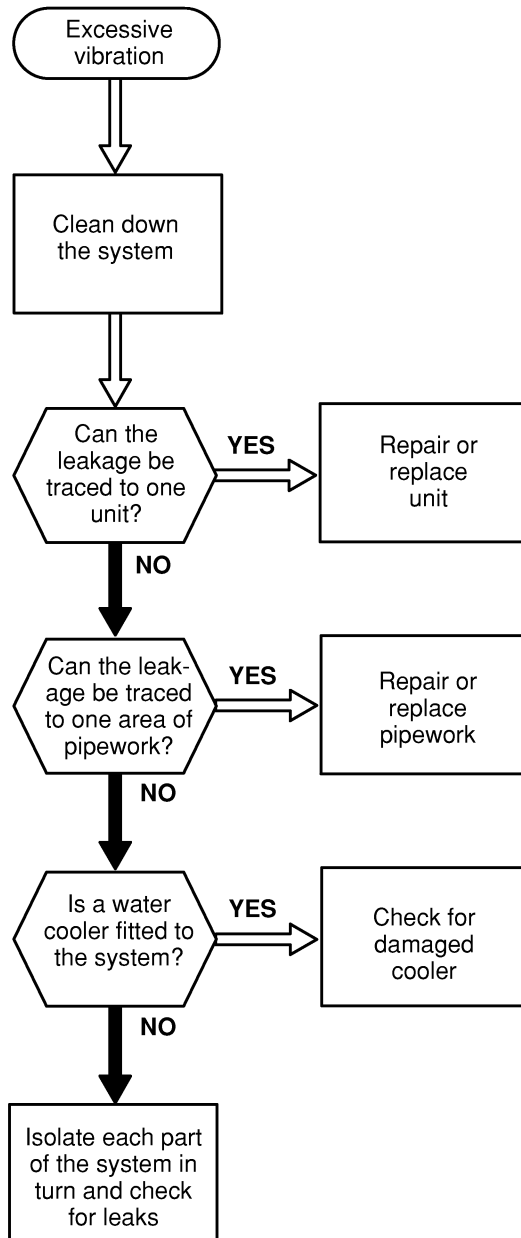 Excessive
vibration
Clean down
the system
Can the
leakage be
traced to one
unit?
YES
Repair or
replace
unit
NO
Can the leak-
age be traced
to one area of
pipework?
YES
Repair or
replace
pipework
NO
Is a water
cooler fitted to
the system?
YES
Check for
damaged
cooler
NO
Isolate each part
of the system in
turn and check
for leaks